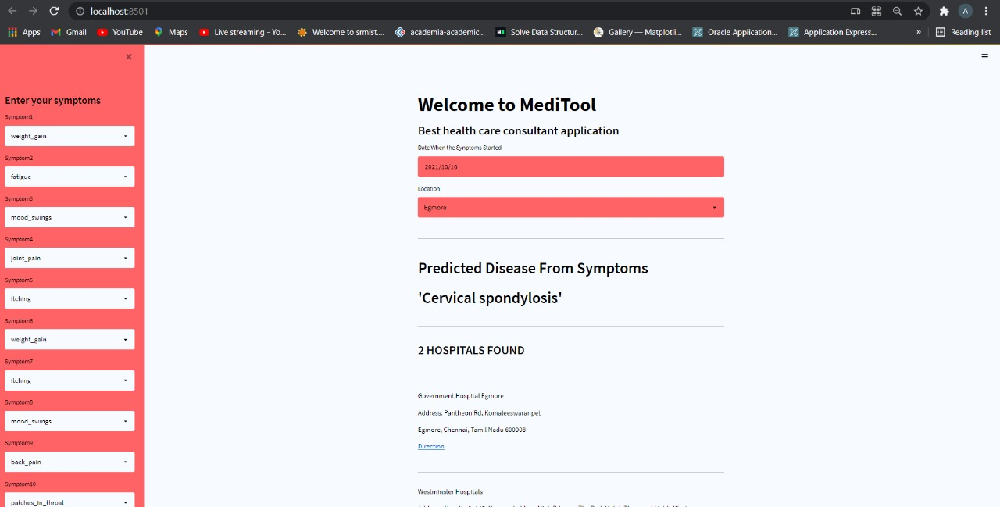 localhost:8501
A
Apps
Gmail
YouTube
Maps
Live streaming - Yo...
Welcome to srmist....
academia-academic...
Solve Data Structur...
Gallery — Matplotli...
Oracle Application...
Application Express...
»
Reading list
Enter your symptoms
Symptom1
weight_gain
Symptom2
fatigue
Symptom3
mood_swings
Symptom4
joint_pain
Symptom5
itching
Symptom6
weight_gain
Symptom7
itching
Symptom8
mood_swings
Symptom9
back_pain
Symptom10
patches_in_throat
Welcome to MediTool
Best health care consultant application
Date When the Synptoms Started
2021/10/10
Location
Egmore
Predicted Disease From Symptoms
'Cervical spondylosis'
2 HOSPITALS FOUND
Government Hospital Egmore
Address: Pantheon Rd, Komaleeswaranpet
Egmore, Chennai, Tamil Nadu 600008
Direction
Westminster Hospitals